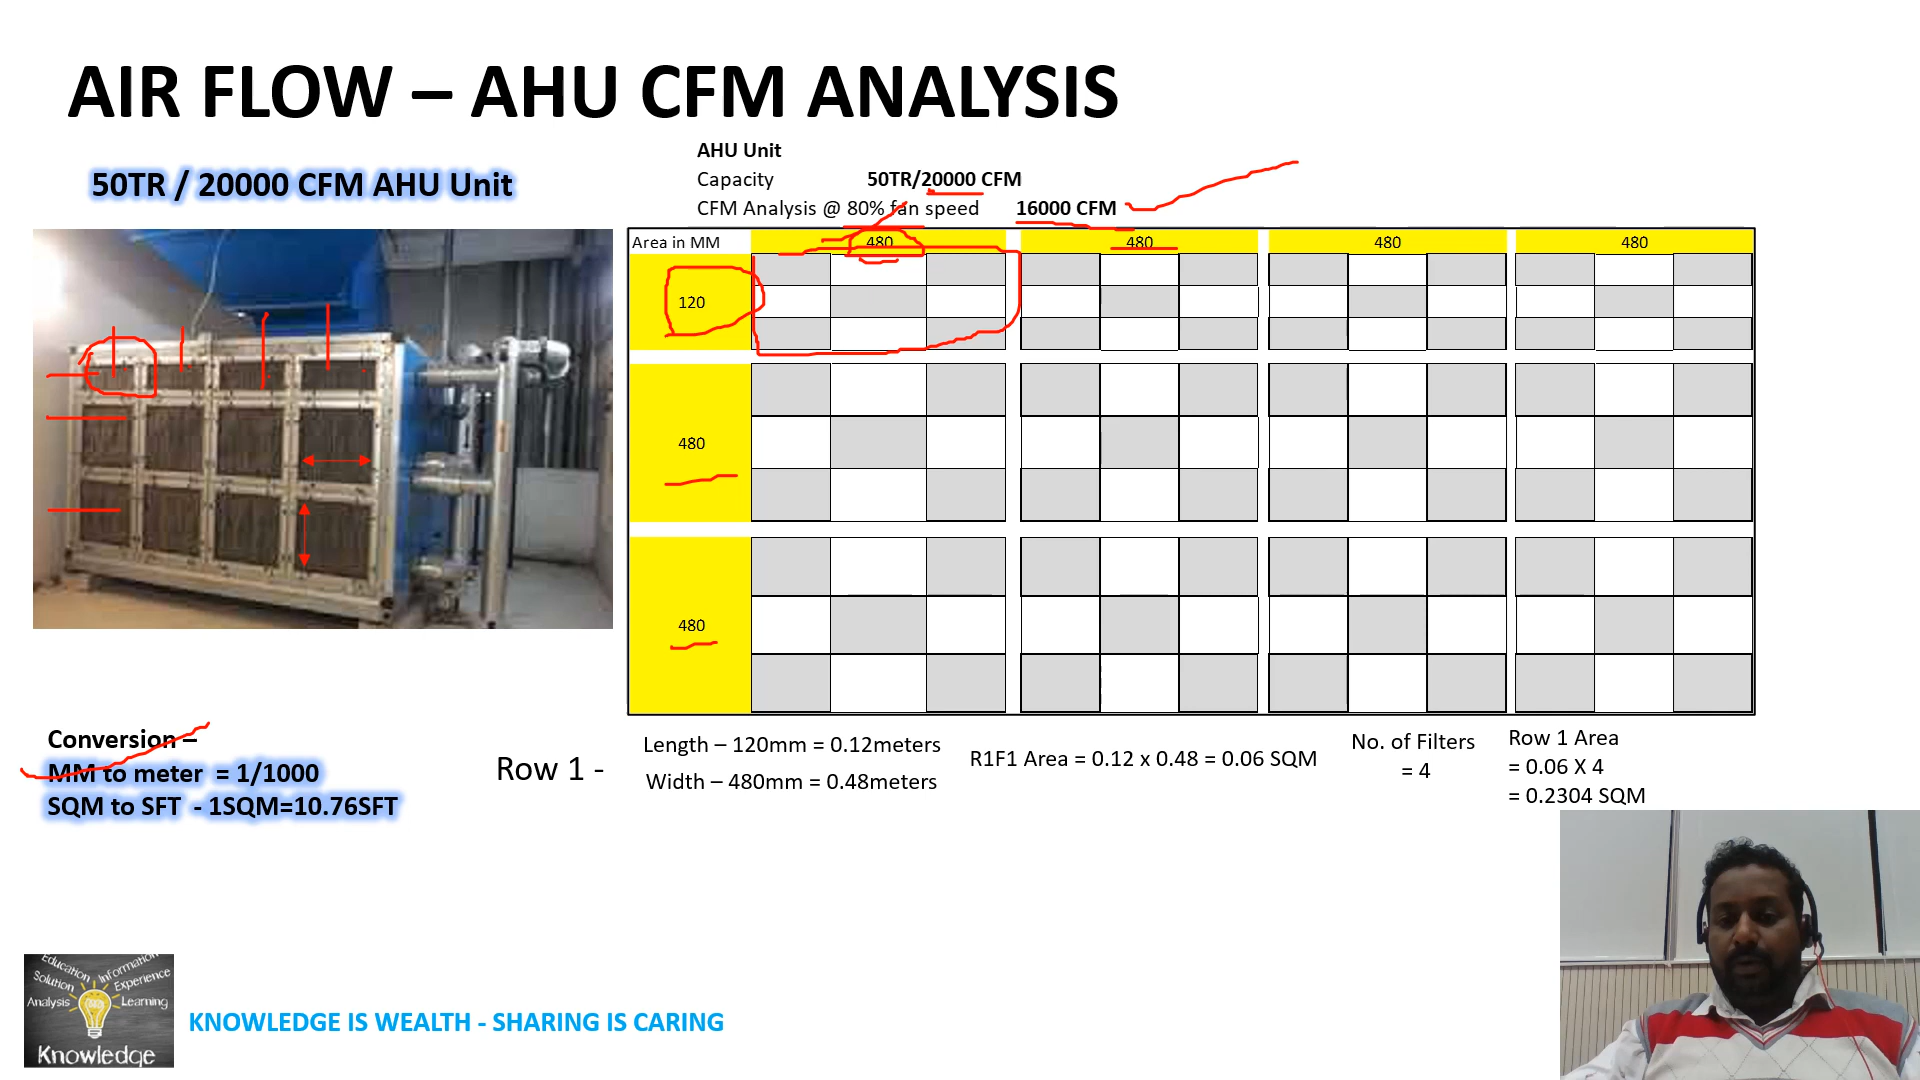 AIR FLOW – AHU CFM ANALYSIS
50TR / 20000 CFM AHU Unit
AHU Unit
Capacity 50TR/20000 CFM
CFM Analysis @ 80% fan speed 16000 CFM
Area in MM 480 480 480 480
120
480
480
Conversion –
MM to meter = 1/1000
SQM to SFT - 1SQM=10.76SFT
Row 1 -
Length – 120mm = 0.12meters
Width – 480mm = 0.48meters
R1F1 Area = 0.12 x 0.48 = 0.06 SQM
No. of Filters
= 4
Row 1 Area
= 0.06 X 4
= 0.2304 SQM
Education Information
Solution Experience
Analysis Learning
Knowledge
KNOWLEDGE IS WEALTH - SHARING IS CARING